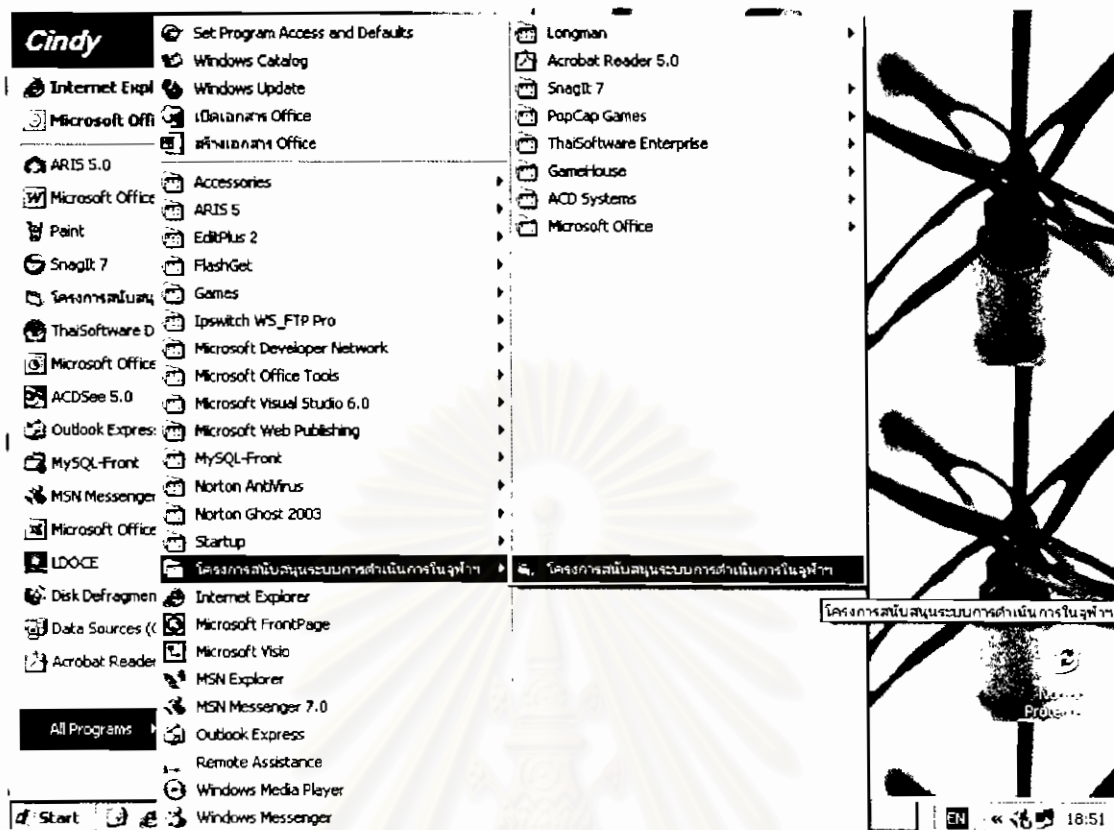 Cindy
Internet Expl
Microsoft Offi
ARIS 5.0
Microsoft Office
Paint
SnagIt 7
โครงการสนับสนุ
ThaiSoftware D
Microsoft Office
ACDSee 5.0
Outlook Expres
MySQL-Front
MSN Messenger
Microsoft Office
LDOCE
Disk Defragmen
Data Sources (
Acrobat Reader
All Programs
Set Program Access and Defaults
Windows Catalog
Windows Update
เปิดเอกสาร Office
สร้างเอกสาร Office
Accessories
ARIS 5
EditPlus 2
FlashGet
Games
Ipswitch WS_FTP Pro
Microsoft Developer Network
Microsoft Office Tools
Microsoft Visual Studio 6.0
Microsoft Web Publishing
MySQL-Front
Norton AntiVirus
Norton Ghost 2003
Startup
โครงการสนับสนุนระบบการดำเนินการในจุฬาฯ
Internet Explorer
Microsoft FrontPage
Microsoft Visio
MSN Explorer
MSN Messenger 7.0
Outlook Express
Remote Assistance
Windows Media Player
Windows Messenger
Longman
Acrobat Reader 5.0
SnagIt 7
PopCap Games
ThaiSoftware Enterprise
GameHouse
ACD Systems
Microsoft Office
โครงการสนับสนุนระบบการดำเนินการในจุฬาฯ
โครงการสนับสนุนระบบการดำเนินการในจุฬาฯ
Start
EN
18:51